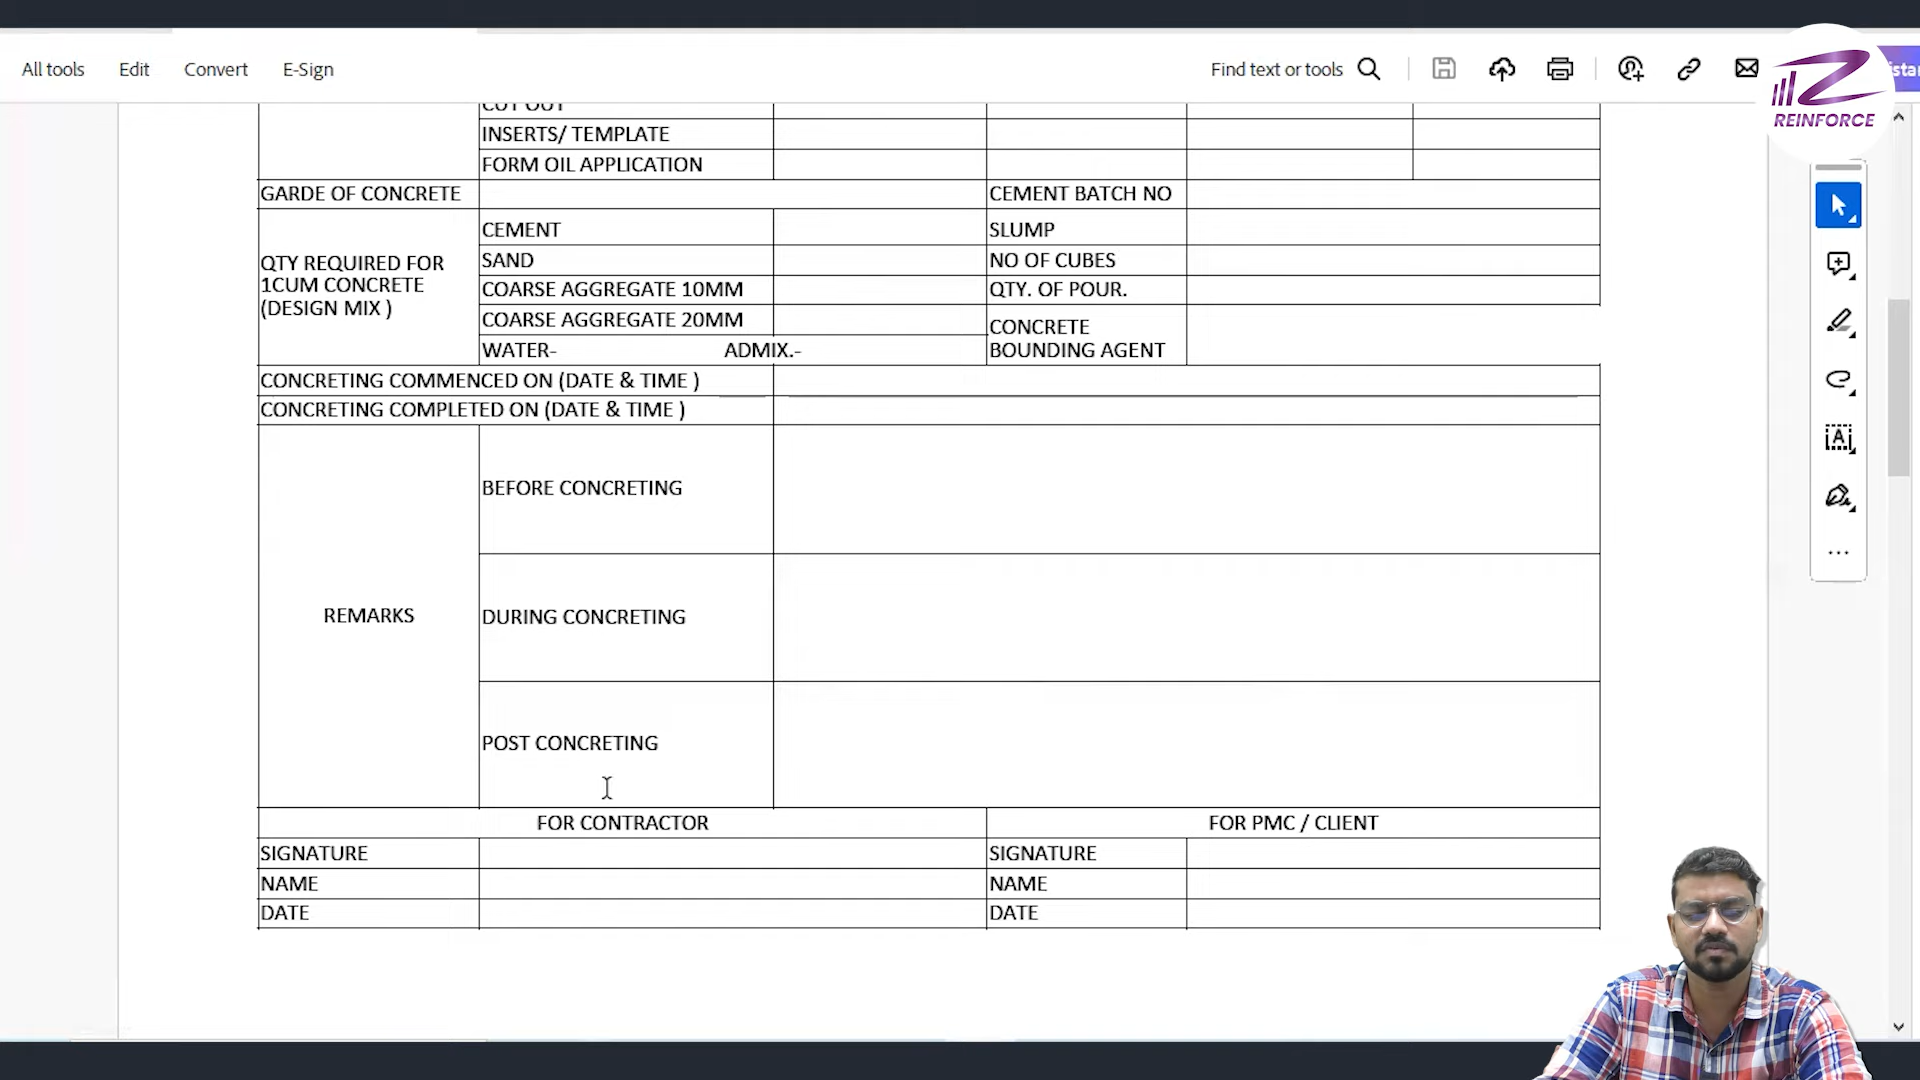 All tools Edit Convert E-Sign Find text or tools
REINFORCE
CUT OUT
INSERTS/ TEMPLATE
FORM OIL APPLICATION
GARDE OF CONCRETE CEMENT BATCH NO
QTY REQUIRED FOR
1CUM CONCRETE
(DESIGN MIX )
CEMENT SLUMP
SAND NO OF CUBES
COARSE AGGREGATE 10MM QTY. OF POUR.
COARSE AGGREGATE 20MM
WATER- ADMIX.-
CONCRETE
BOUNDING AGENT
CONCRETING COMMENCED ON (DATE & TIME )
CONCRETING COMPLETED ON (DATE & TIME )
REMARKS
BEFORE CONCRETING
DURING CONCRETING
POST CONCRETING
FOR CONTRACTOR FOR PMC / CLIENT
SIGNATURE SIGNATURE
NAME NAME
DATE DATE